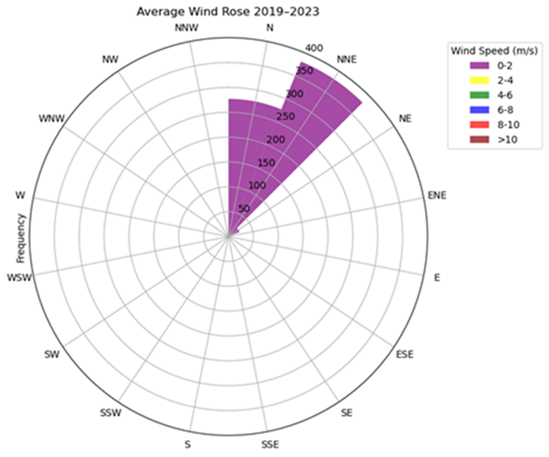 Average Wind Rose 2019–2023
NNW
N
NW
400
NNE
350
Wind Speed (m/s)
0-2
2-4
4-6
6-8
8-10
>10
300
250
WNW
NE
200
150
100
50
W
ENE
Frequency
WSW
E
SW
ESE
SSW
SE
S
SSE